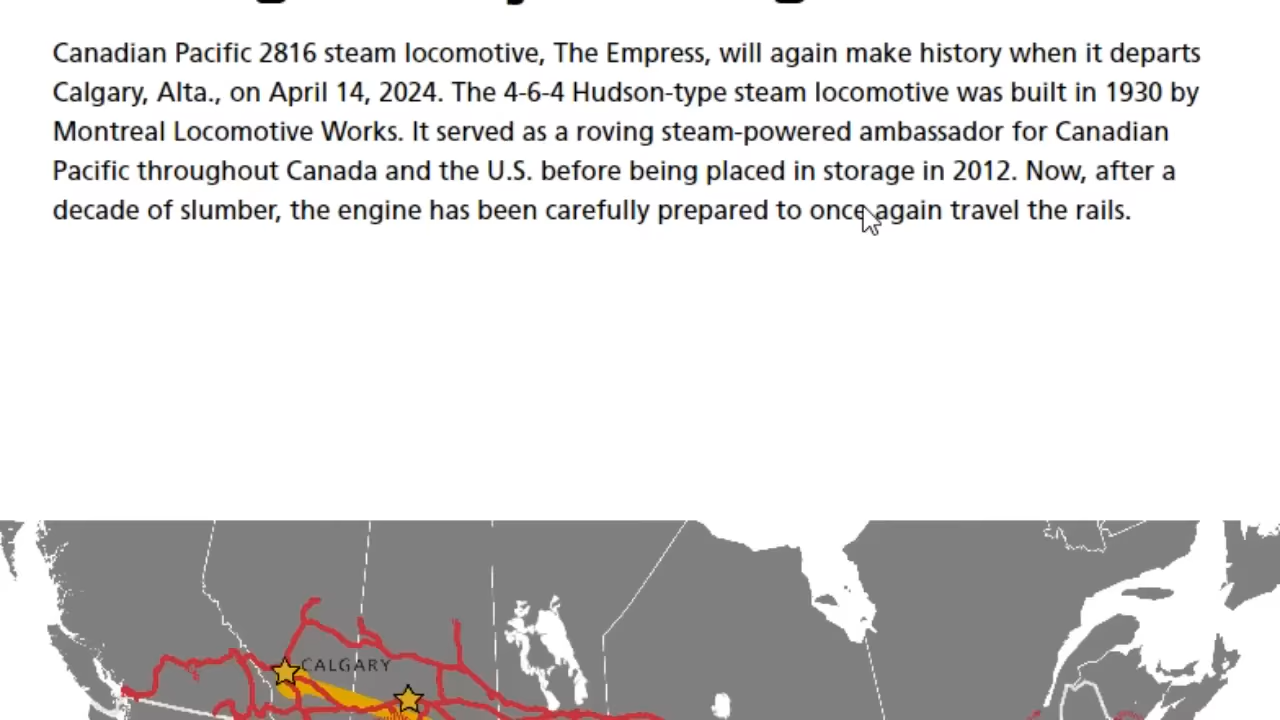 Canadian Pacific 2816 steam locomotive, The Empress, will again make history when it departs
Calgary, Alta., on April 14, 2024. The 4-6-4 Hudson-type steam locomotive was built in 1930 by
Montreal Locomotive Works. It served as a roving steam-powered ambassador for Canadian
Pacific throughout Canada and the U.S. before being placed in storage in 2012. Now, after a
decade of slumber, the engine has been carefully prepared to once again travel the rails.
CALGARY